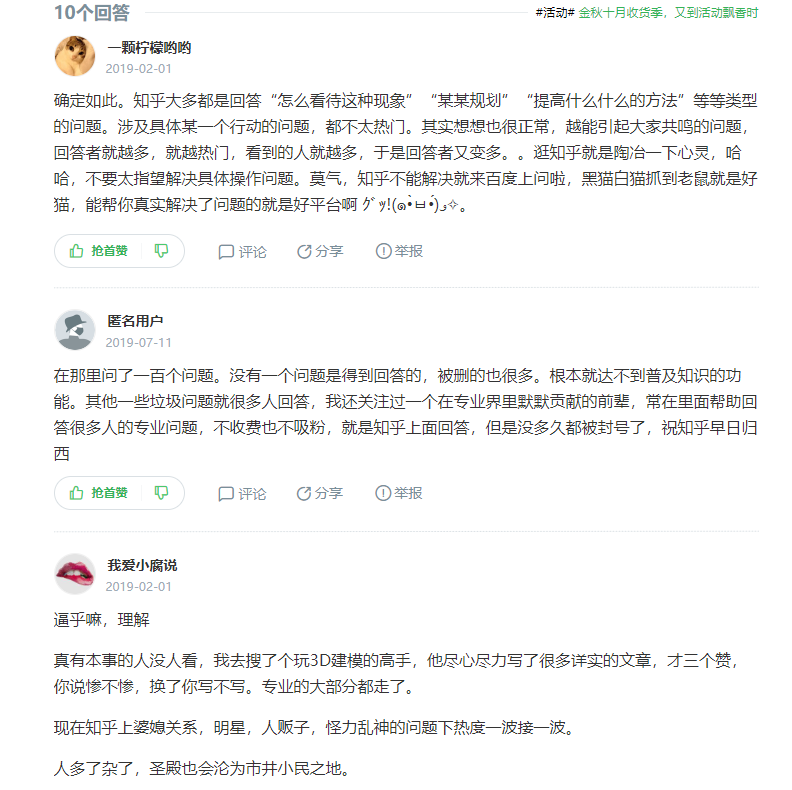 10个回答
#活动# 金秋十月收货季，又到活动飘香时
一颗柠檬哟哟
2019-02-01
确定如此。知乎大多都是回答“怎么看待这种现象”“某某规划”“提高什么什么的方法”等等类型
的问题。涉及具体某一个行动的问题，都不太热门。其实想想也很正常，越能引起大家共鸣的问题，
回答者就越多，就越热门，看到的人就越多，于是回答者又变多。。逛知乎就是陶冶一下心灵，哈
哈，不要太指望解决具体操作问题。莫气，知乎不能解决就来百度上问啦，黑猫白猫抓到老鼠就是好
猫，能帮你真实解决了问题的就是好平台啊 ｸﾞｯ!(๑•̀ㅂ•́)و✧。
抢首赞 评论 分享 举报
匿名用户
2019-07-11
在那里问了一百个问题。没有一个问题是得到回答的，被删的也很多。根本就达不到普及知识的功
能。其他一些垃圾问题就很多人回答，我还关注过一个在专业界里默默贡献的前辈，常在里面帮助回
答很多人的专业问题，不收费也不吸粉，就是知乎上面回答，但是没多久都被封号了，祝知乎早日归
西
抢首赞 评论 分享 举报
我爱小腐说
2019-02-01
逼乎嘛，理解
真有本事的人没人看，我去搜了个玩3D建模的高手，他尽心尽力写了很多详实的文章，才三个赞，
你说惨不惨，换了你写不写。专业的大部分都走了。
现在知乎上婆媳关系，明星，人贩子，怪力乱神的问题下热度一波接一波。
人多了杂了，圣殿也会沦为市井小民之地。